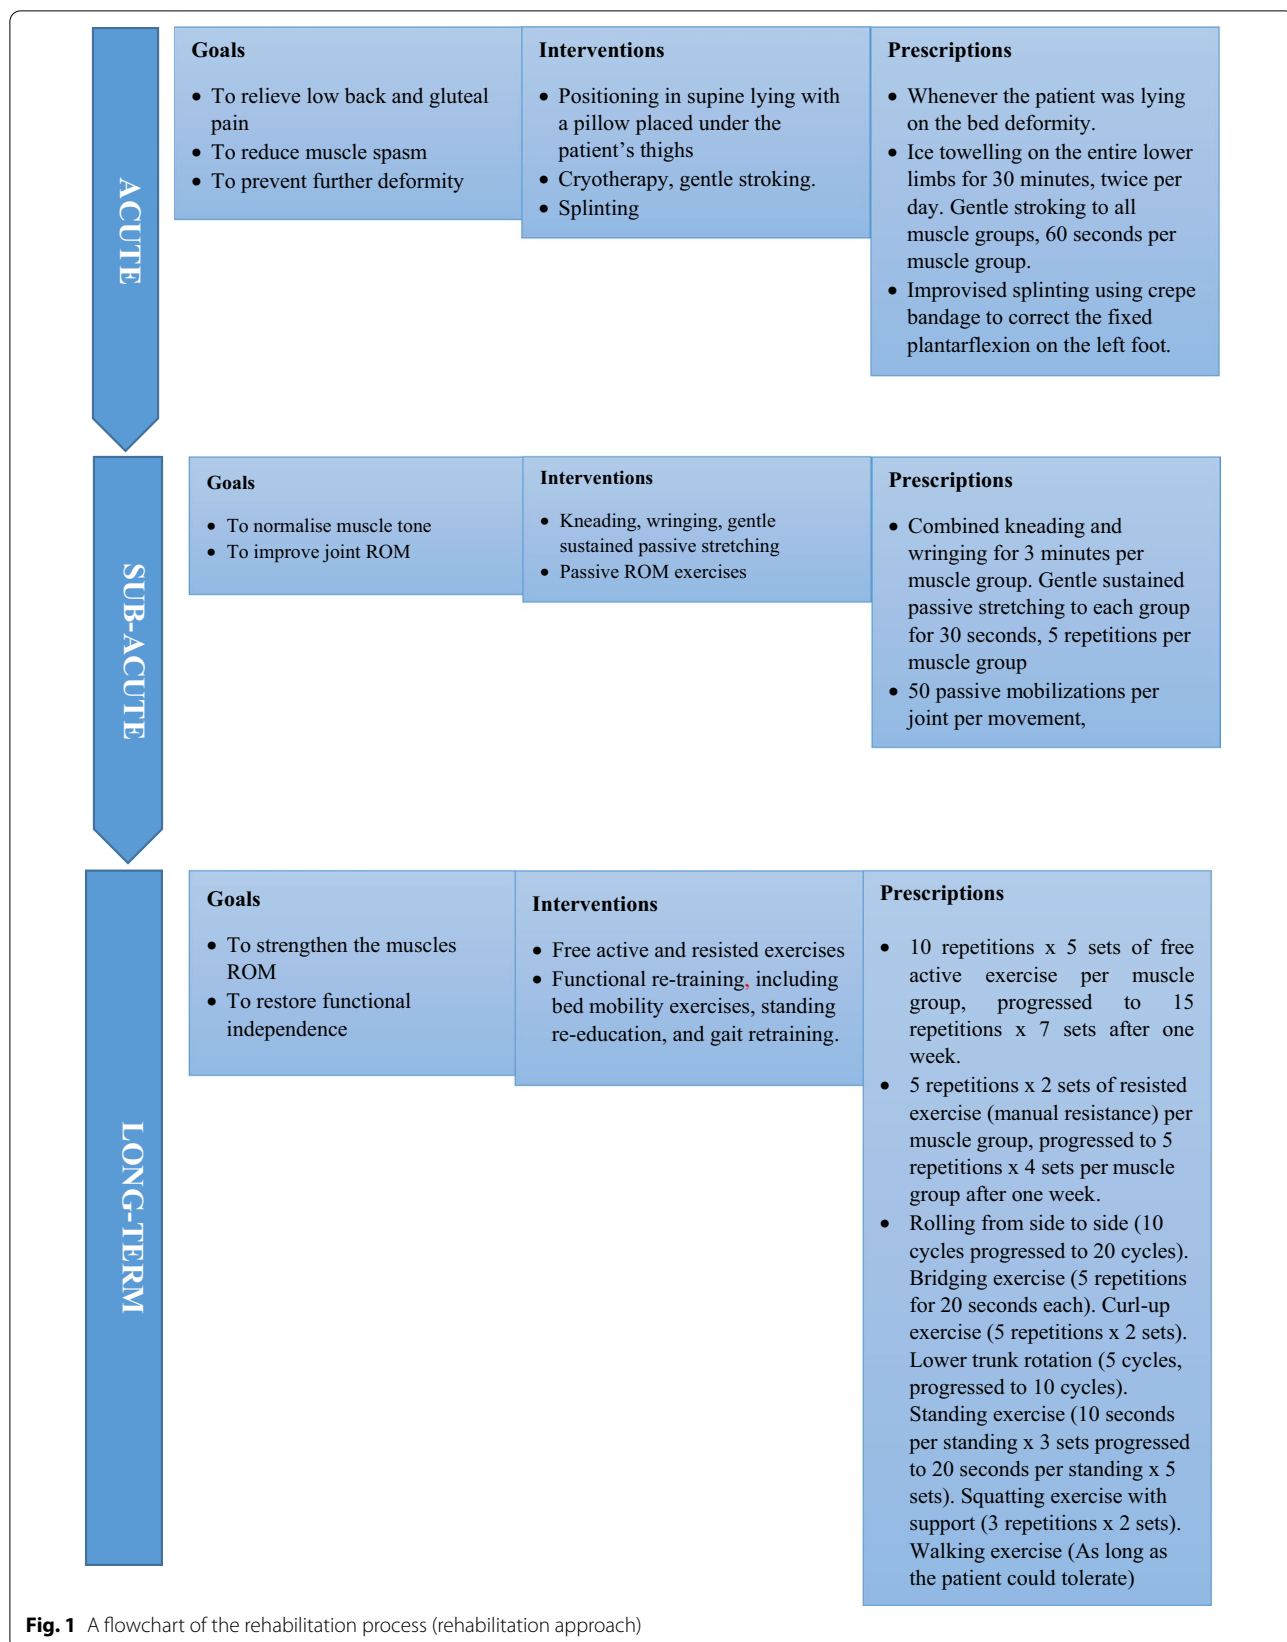 ACUTE
Goals
• To relieve low back and gluteal
pain
• To reduce muscle spasm
• To prevent further deformity
Interventions
• Positioning in supine lying with
a pillow placed under the
patient's thighs
• Cryotherapy, gentle stroking.
• Splinting
Prescriptions
• Whenever the patient was lying
on the bed deformity.
• Ice towelling on the entire lower
limbs for 30 minutes, twice per
day. Gentle stroking to all
muscle groups, 60 seconds per
muscle group.
• Improvised splinting using crepe
bandage to correct the fixed
plantarflexion on the left foot.
SUB-ACUTE
Goals
• To normalise muscle tone
• To improve joint ROM
Interventions
• Kneading, wringing, gentle
sustained passive stretching
• Passive ROM exercises
Prescriptions
• Combined kneading and
wringing for 3 minutes per
muscle group. Gentle sustained
passive stretching to each group
for 30 seconds, 5 repetitions per
muscle group
• 50 passive mobilizations per
joint per movement,
LONG-TERM
Goals
• To strengthen the muscles
ROM
• To restore functional
independence
Interventions
• Free active and resisted exercises
• Functional re-training, including
bed mobility exercises, standing
re-education, and gait retraining.
Prescriptions
• 10 repetitions x 5 sets of free
active exercise per muscle
group, progressed to 15
repetitions x 7 sets after one
week.
• 5 repetitions x 2 sets of resisted
exercise (manual resistance) per
muscle group, progressed to 5
repetitions x 4 sets per muscle
group after one week.
• Rolling from side to side (10
cycles progressed to 20 cycles).
Bridging exercise (5 repetitions
for 20 seconds each). Curl-up
exercise (5 repetitions x 2 sets).
Lower trunk rotation (5 cycles,
progressed to 10 cycles).
Standing exercise (10 seconds
per standing x 3 sets progressed
to 20 seconds per standing x 5
sets). Squatting exercise with
support (3 repetitions x 2 sets).
Walking exercise (As long as
the patient could tolerate)
Fig. 1 A flowchart of the rehabilitation process (rehabilitation approach)